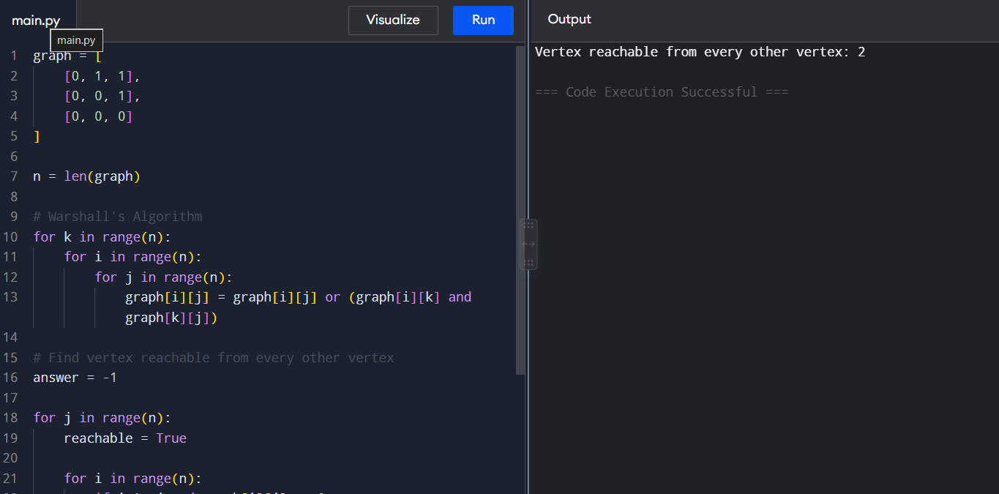 main.py
Visualize
Run
Output
main.py
1 graph = [
2 [0, 1, 1],
3 [0, 0, 1],
4 [0, 0, 0]
5 ]
6
7 n = len(graph)
8
9 # Warshall's Algorithm
10 for k in range(n):
11 for i in range(n):
12 for j in range(n):
13 graph[i][j] = graph[i][j] or (graph[i][k] and
graph[k][j])
14
15 # Find vertex reachable from every other vertex
16 answer = -1
17
18 for j in range(n):
19 reachable = True
20
21 for i in range(n):
Vertex reachable from every other vertex: 2
=== Code Execution Successful ===